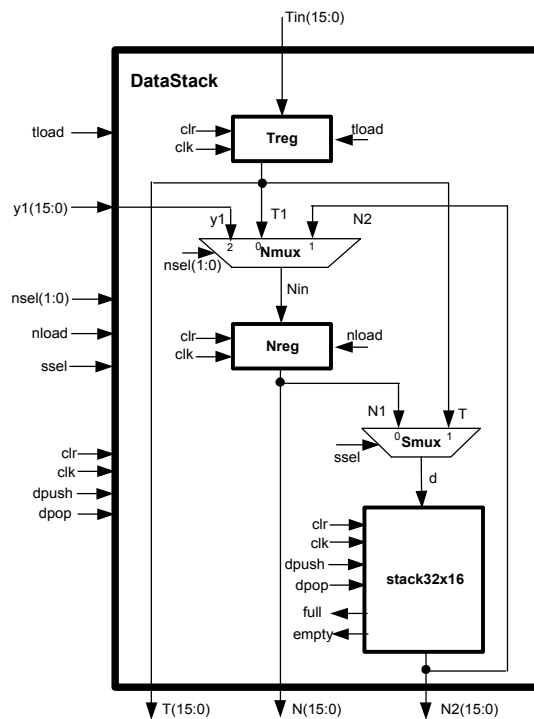 Tin(15:0)
DataStack
tload
clr
clk
Treg
tload
y1(15:0)
y1
T1
N2
2
0
1
Nmux
nsel(1:0)
Nin
nsel(1:0)
nload
ssel
clr
clk
Nreg
nload
N1
T
0
1
Smux
ssel
d
clr
clk
dpush
dpop
clr
clk
dpush
dpop
full
empty
stack32x16
T(15:0)
N(15:0)
N2(15:0)